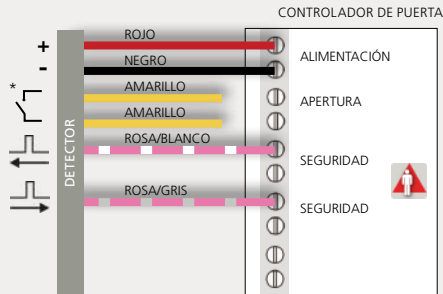 CONTROLADOR DE PUERTA
ROJO
+
NEGRO
ALIMENTACIÓN
-
AMARILLO
*
APERTURA
AMARILLO
ROSA/BLANCO
DETECTOR
SEGURIDAD
ROSA/GRIS
SEGURIDAD